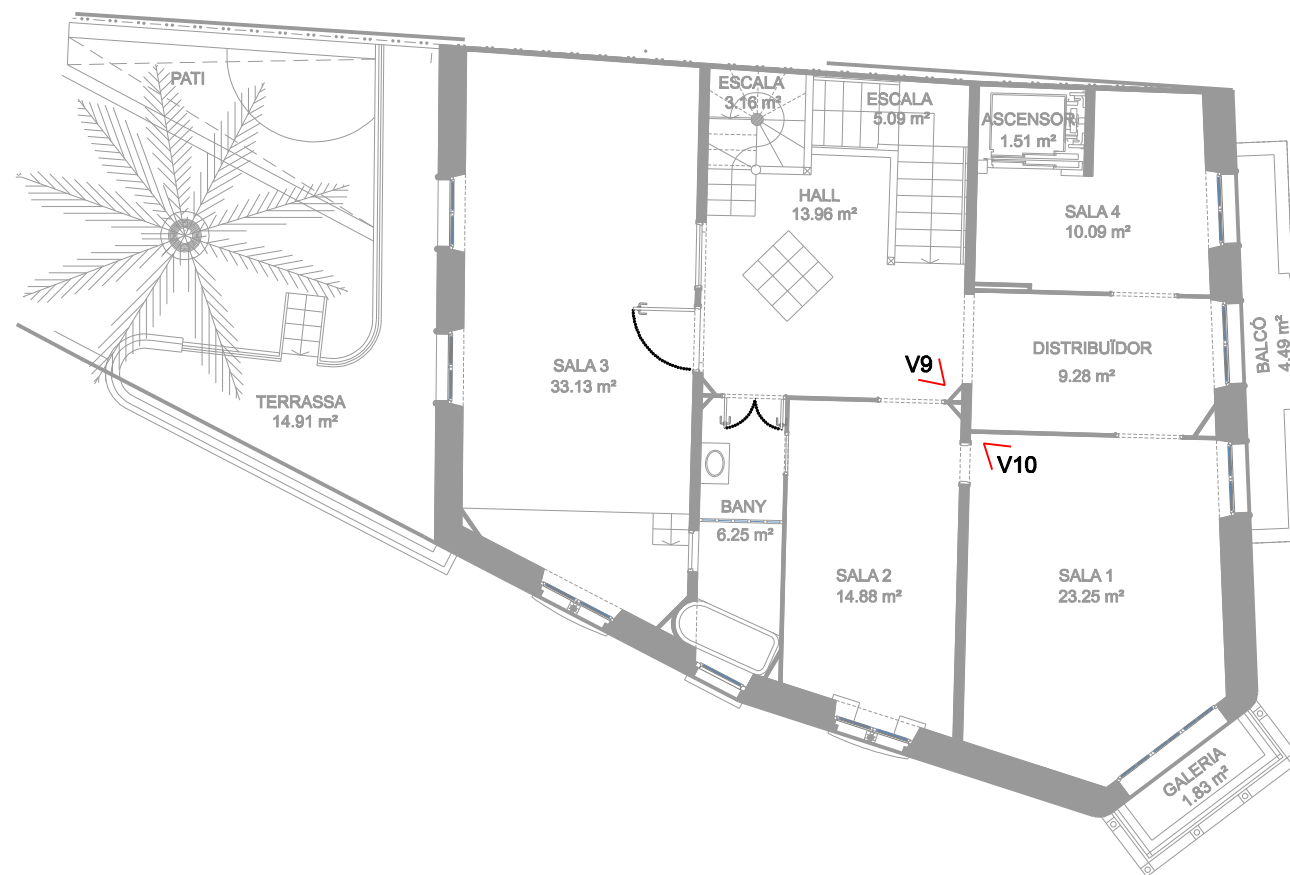 PATI
ESCALA
3.16 m²
ESCALA
5.09 m²
ASCENSOR
1.51 m²
HALL
13.96 m²
SALA 4
10.09 m²
BALCÓ
4.49 m²
DISTRIBUÏDOR
9.28 m²
SALA 3
33.13 m²
V9
TERRASSA
14.91 m²
V10
BANY
6.25 m²
SALA 2
14.88 m²
SALA 1
23.25 m²
GALERIA
1.83 m²